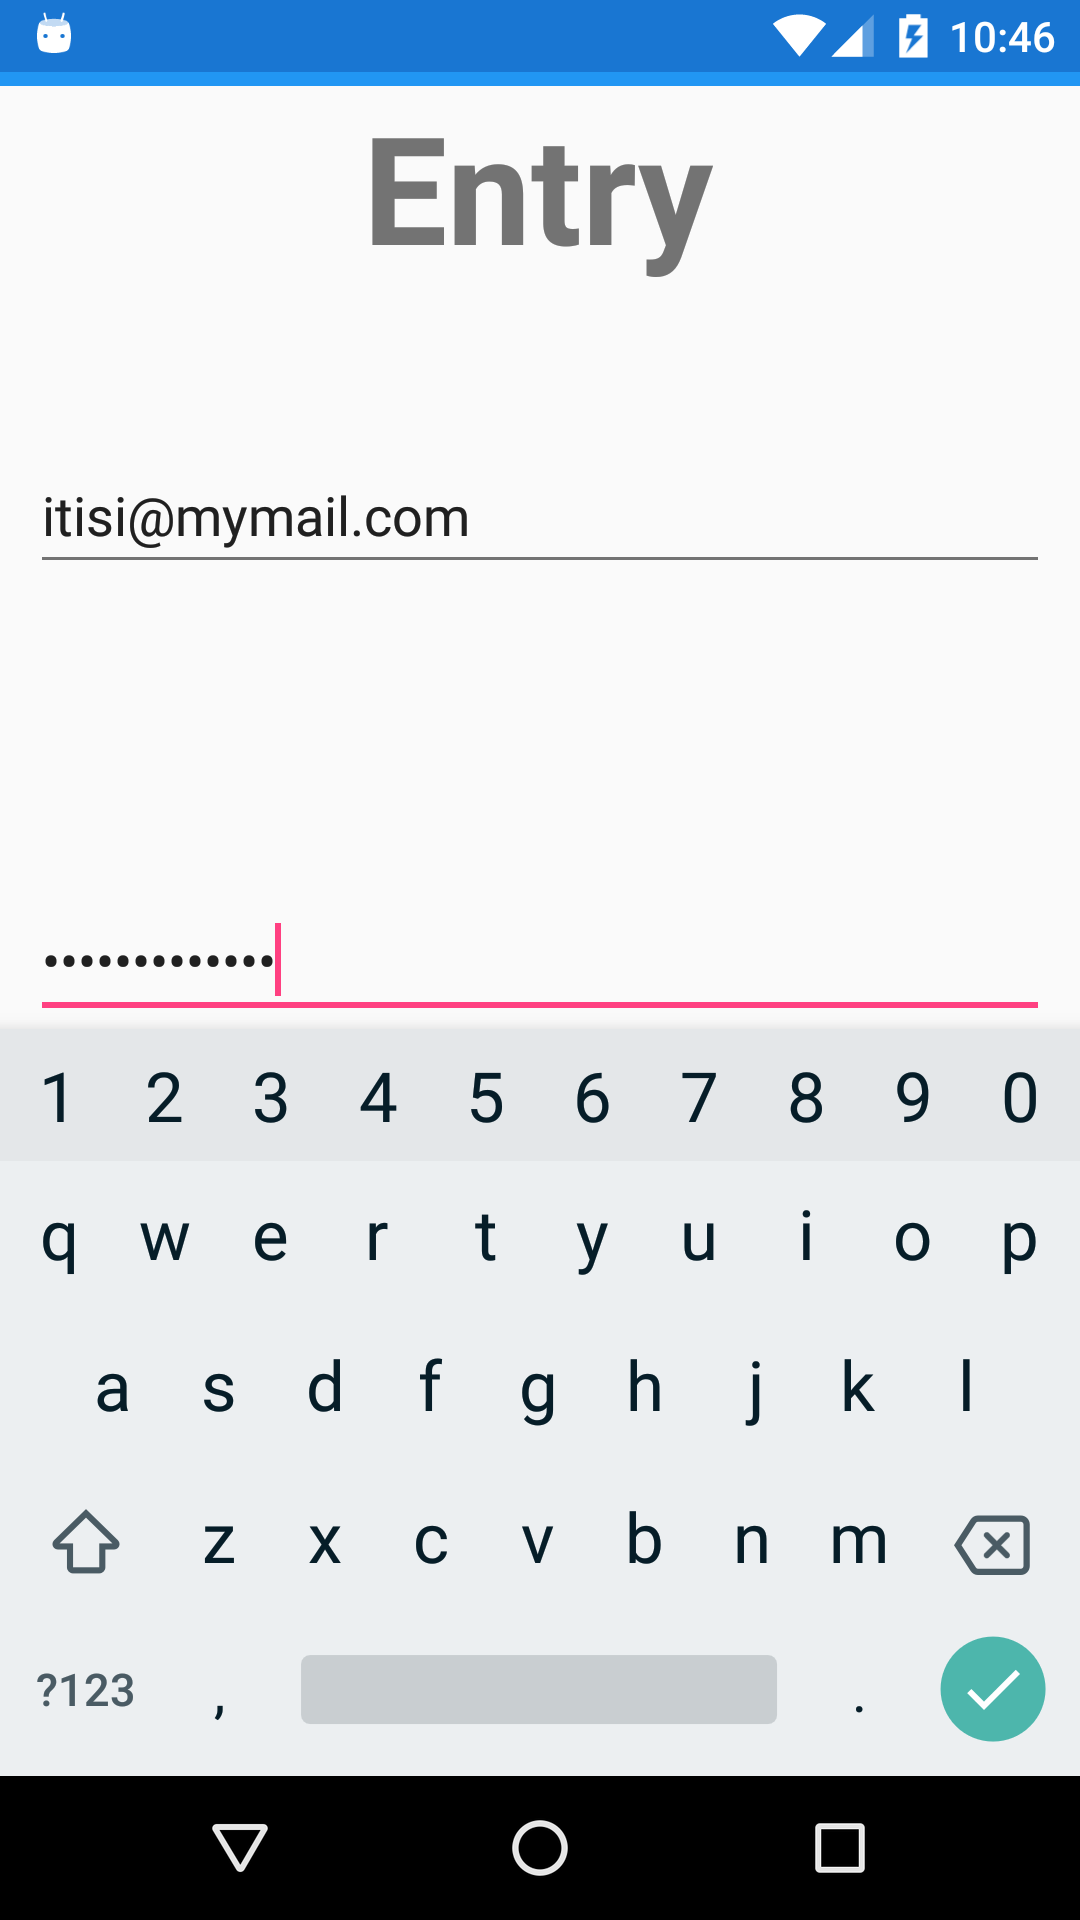 10:46
Entry
itisi@mymail.com
•••••••••••••
1 2 3 4 5 6 7 8 9 0
q w e r t y u i o p
a s d f g h j k l
z x c v b n m
?123 , .